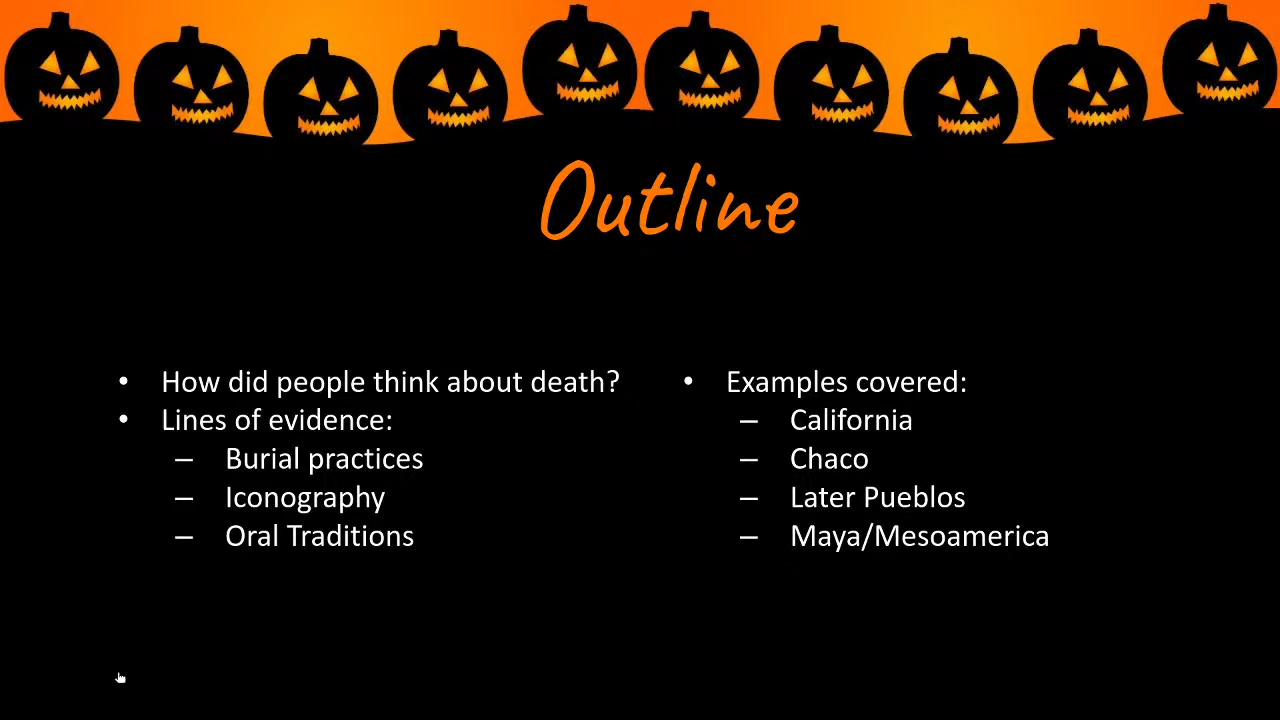 Outline
• How did people think about death?
• Lines of evidence:
– Burial practices
– Iconography
– Oral Traditions
• Examples covered:
– California
– Chaco
– Later Pueblos
– Maya/Mesoamerica